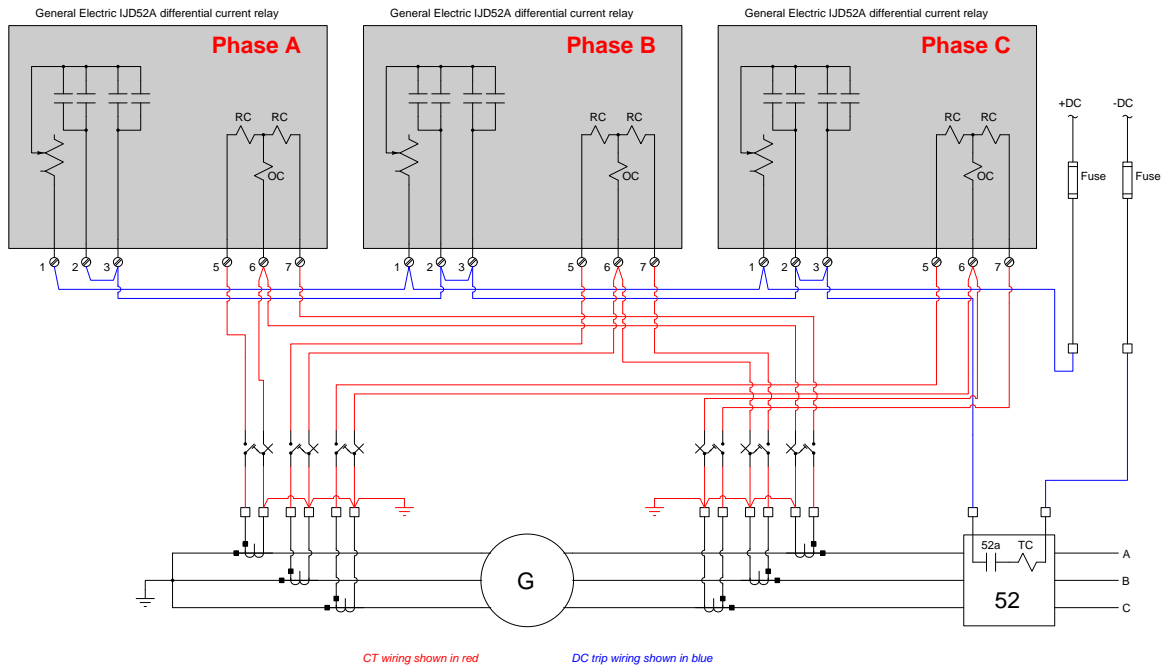 General Electric IJD52A differential current relay
General Electric IJD52A differential current relay
General Electric IJD52A differential current relay
Phase A
Phase B
Phase C
+DC
-DC
RC
RC
RC
RC
RC
RC
OC
OC
OC
Fuse
Fuse
1
2
3
5
6
7
1
2
3
5
6
7
1
2
3
5
6
7
52a
TC
A
G
B
52
C
CT wiring shown in red
DC trip wiring shown in blue